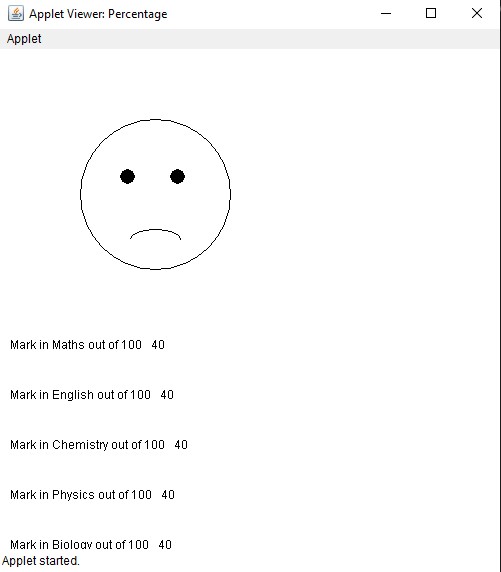 Applet Viewer: Percentage
Applet
Mark in Maths out of 100 40
Mark in English out of 100 40
Mark in Chemistry out of 100 40
Mark in Physics out of 100 40
Mark in Biology out of 100 40
Applet started.